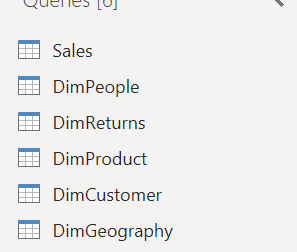 Queries [6]
Sales
DimPeople
DimReturns
DimProduct
DimCustomer
DimGeography